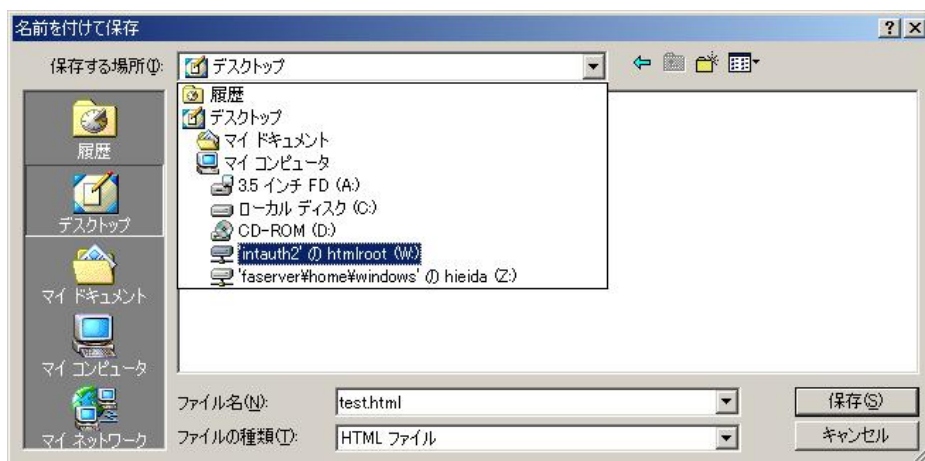 名前を付けて保存
保存する場所(I):
デスクトップ
履歴
デスクトップ
マイ ドキュメント
マイ コンピュータ
3.5 インチ FD (A:)
ローカル ディスク (C:)
CD-ROM (D:)
'intauth2' の htmlroot (W:)
'faserver¥home¥windows' の hieida (Z:)
履歴
デスクトップ
マイ ドキュメント
マイ コンピュータ
マイ ネットワーク
ファイル名(N):
test.html
保存(S)
ファイルの種類(T):
HTML ファイル
キャンセル